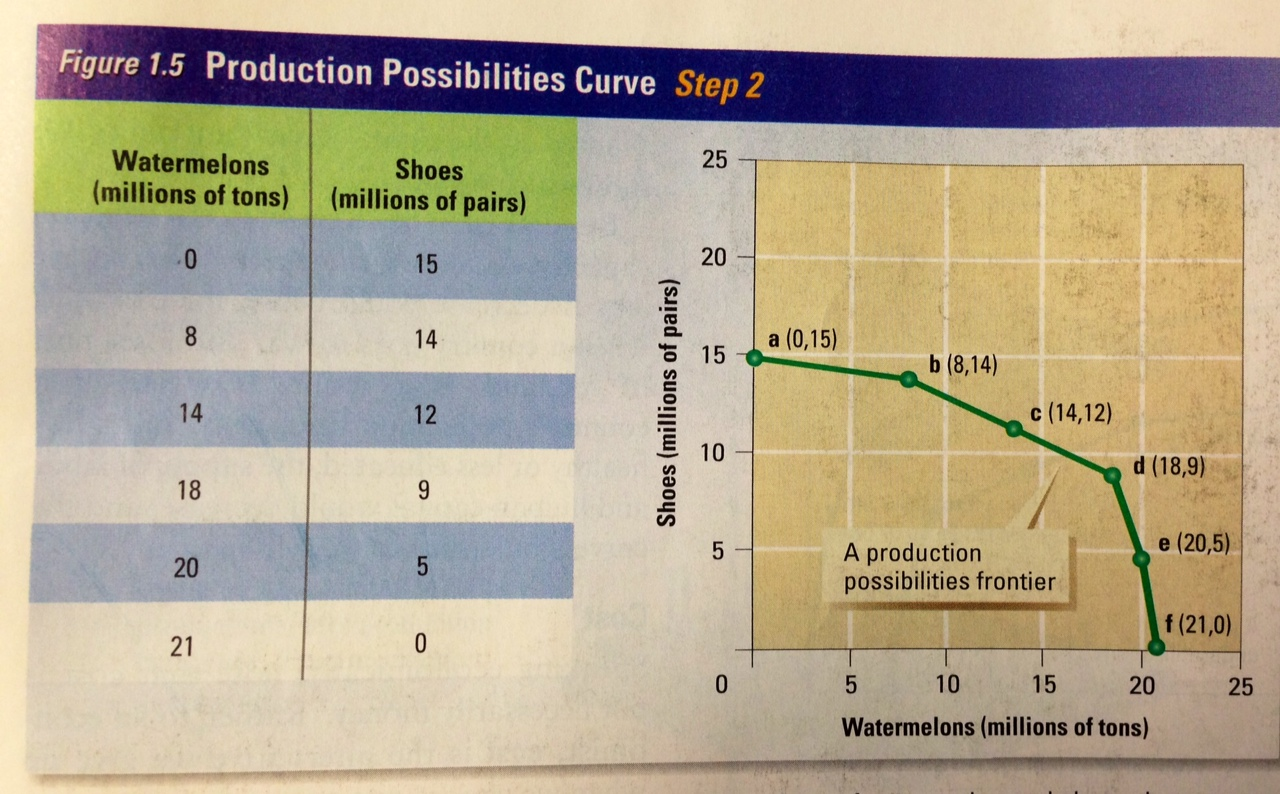 Figure 1.5 Production Possibilities Curve Step 2
Watermelons
(millions of tons)
Shoes
(millions of pairs)
0 15
8 14
14 12
18 9
20 5
21 0
Shoes (millions of pairs)
25
20
15
10
5
a (0,15)
b (8,14)
c (14,12)
d (18,9)
e (20,5)
f (21,0)
A production
possibilities frontier
0 5 10 15 20 25
Watermelons (millions of tons)